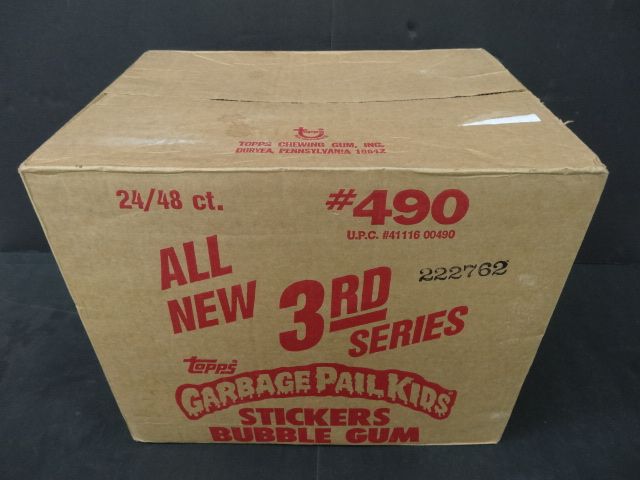 topps
TOPPS CHEWING GUM, INC.
DURYEA, PENNSYLVANIA 18642
24/48 ct.
#490
U.P.C. #41116 00490
ALL NEW
3RD SERIES
222762
topps
GARBAGE PAIL KIDS
STICKERS
BUBBLE GUM